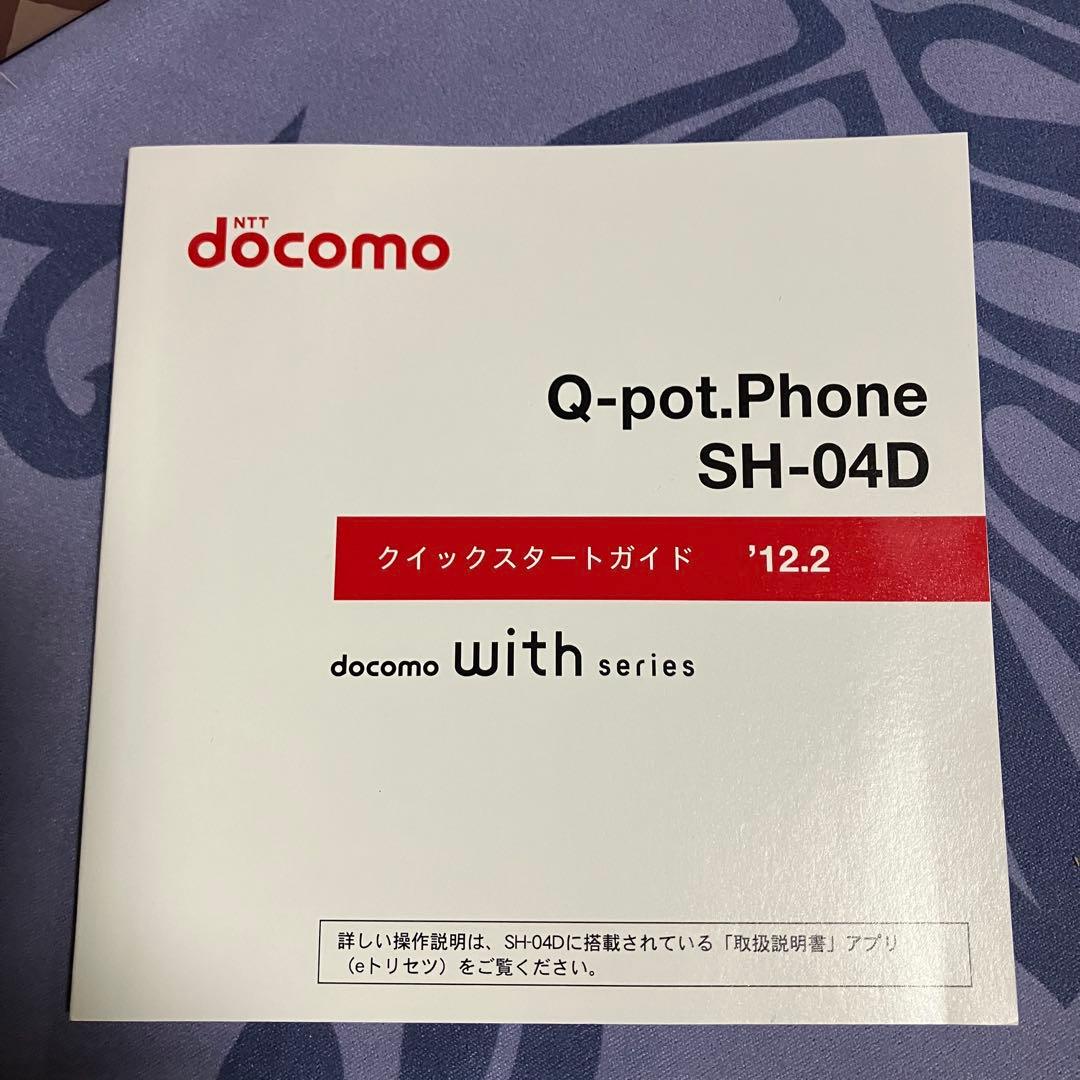 NTT
docomo
Q-pot.Phone
SH-04D
クイックスタートガイド ’12.2
docomo with series
詳しい操作説明は、SH-04Dに搭載されている「取扱説明書」アプリ
（eトリセツ）をご覧ください。